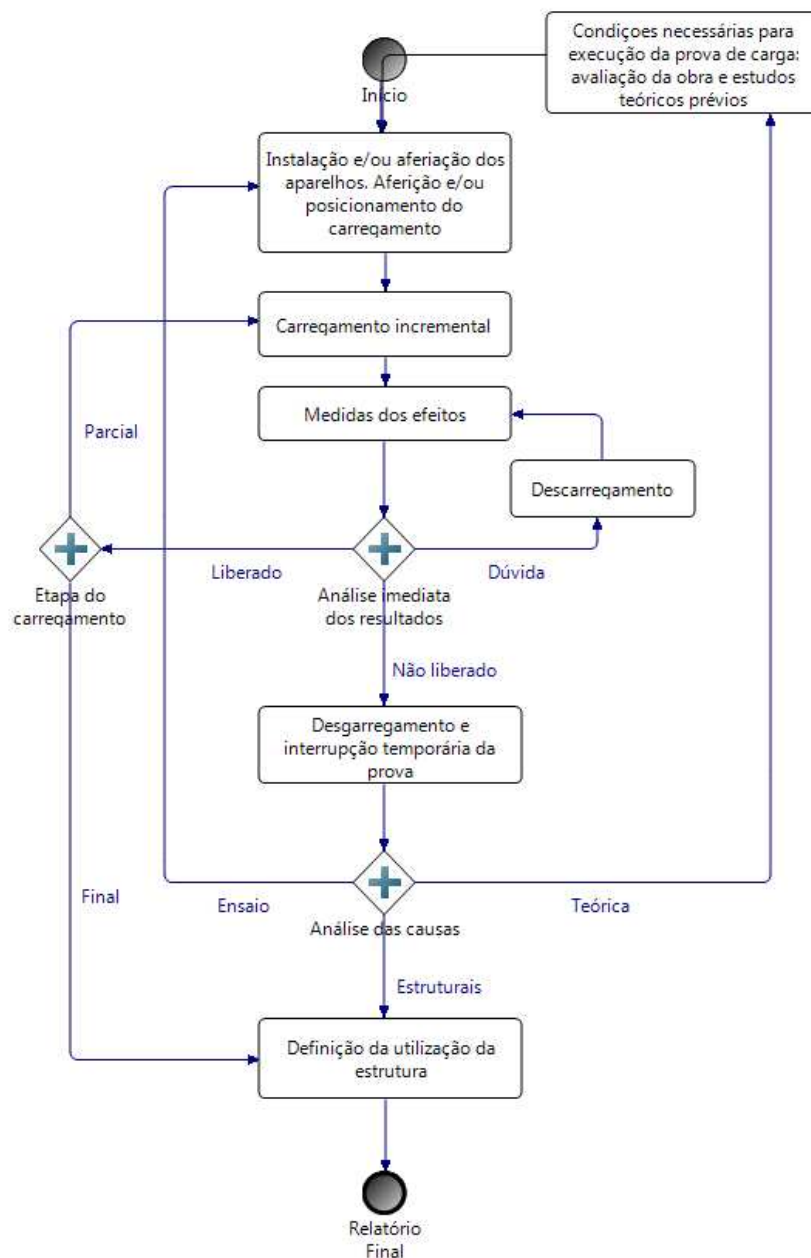 Condiçoes necessárias para
execução da prova de carga:
avaliação da obra e estudos
teóricos prévios
Início
Instalação e/ou aferiação dos
aparelhos. Aferição e/ou
posicionamento do
carregamento
Carregamento incremental
Medidas dos efeitos
Parcial
Descarregamento
Liberado
Dúvida
Etapa do
carregamento
Análise imediata
dos resultados
Não liberado
Desgarregamento e
interrupção temporária da
prova
Final
Ensaio
Teórica
Análise das causas
Estruturais
Definição da utilização da
estrutura
Relatório
Final